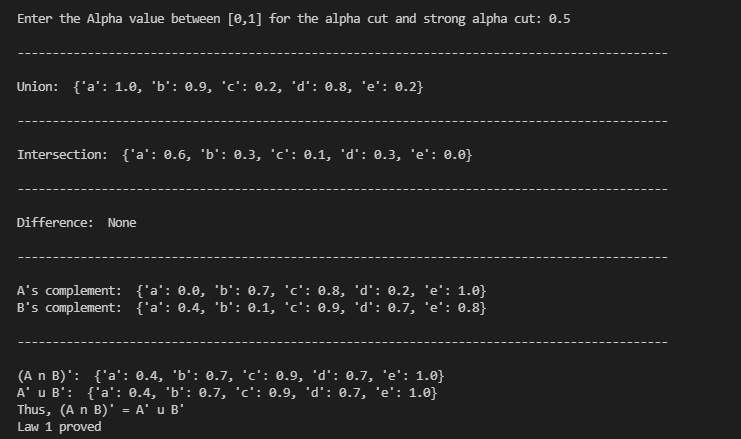 Enter the Alpha value between [0,1] for the alpha cut and strong alpha cut: 0.5
---------------------------------------------------------------------------------------------
Union:  {'a': 1.0, 'b': 0.9, 'c': 0.2, 'd': 0.8, 'e': 0.2}
---------------------------------------------------------------------------------------------
Intersection:  {'a': 0.6, 'b': 0.3, 'c': 0.1, 'd': 0.3, 'e': 0.0}
---------------------------------------------------------------------------------------------
Difference:  None
---------------------------------------------------------------------------------------------
A's complement:  {'a': 0.0, 'b': 0.7, 'c': 0.8, 'd': 0.2, 'e': 1.0}
B's complement:  {'a': 0.4, 'b': 0.1, 'c': 0.9, 'd': 0.7, 'e': 0.8}
---------------------------------------------------------------------------------------------
(A n B)':  {'a': 0.4, 'b': 0.7, 'c': 0.9, 'd': 0.7, 'e': 1.0}
A' u B':  {'a': 0.4, 'b': 0.7, 'c': 0.9, 'd': 0.7, 'e': 1.0}
Thus, (A n B)' = A' u B'
Law 1 proved